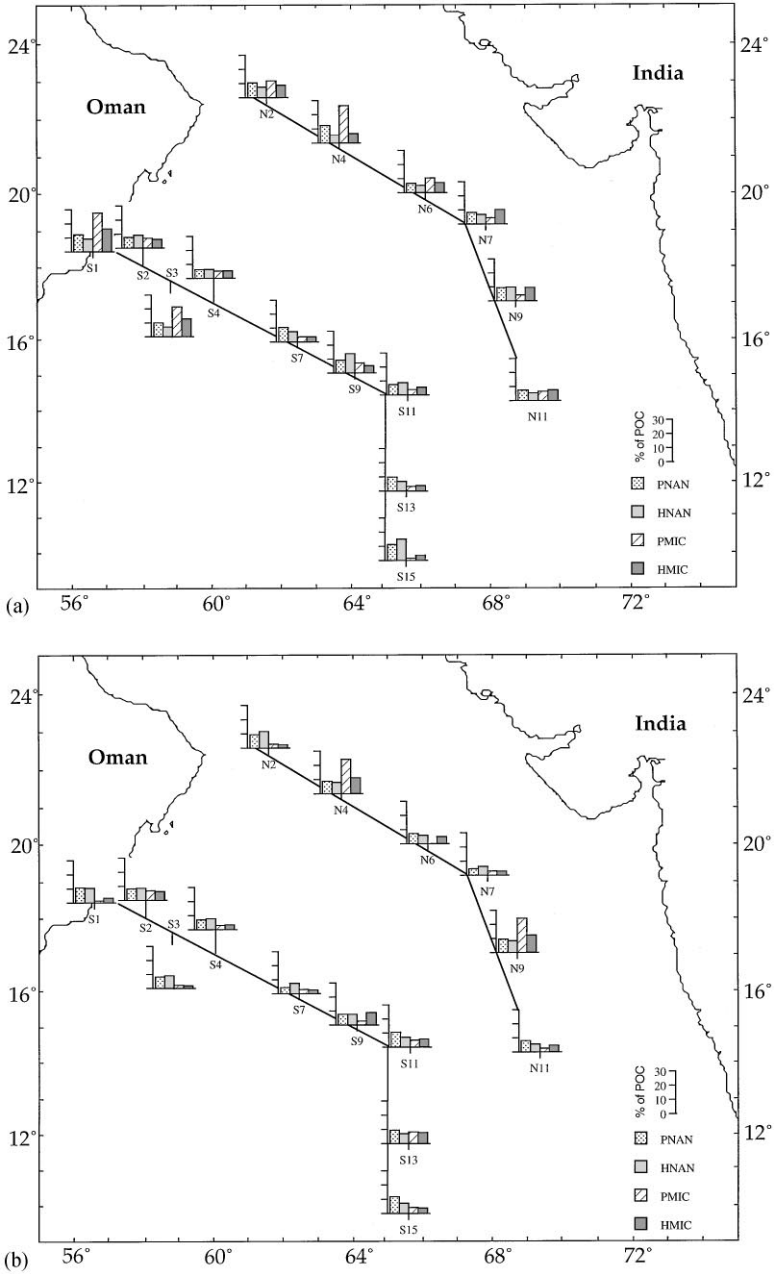 24°
24°
Oman
India
N2
N4
20°
20°
N6
N7
S1
S2
S3
S4
N9
16°
16°
S7
S9
S11
N11
% of POC
30
20
10
0
PNAN
12°
12°
S13
HNAN
PMIC
S15
HMIC
(a)
56°
60°
64°
68°
72°
24°
24°
Oman
India
N2
N4
20°
20°
N6
N7
S1
S2
S3
S4
N9
16°
16°
S7
S9
S11
N11
% of POC
30
20
10
0
12°
12°
PNAN
S13
HNAN
PMIC
S15
HMIC
(b)
56°
60°
64°
68°
72°